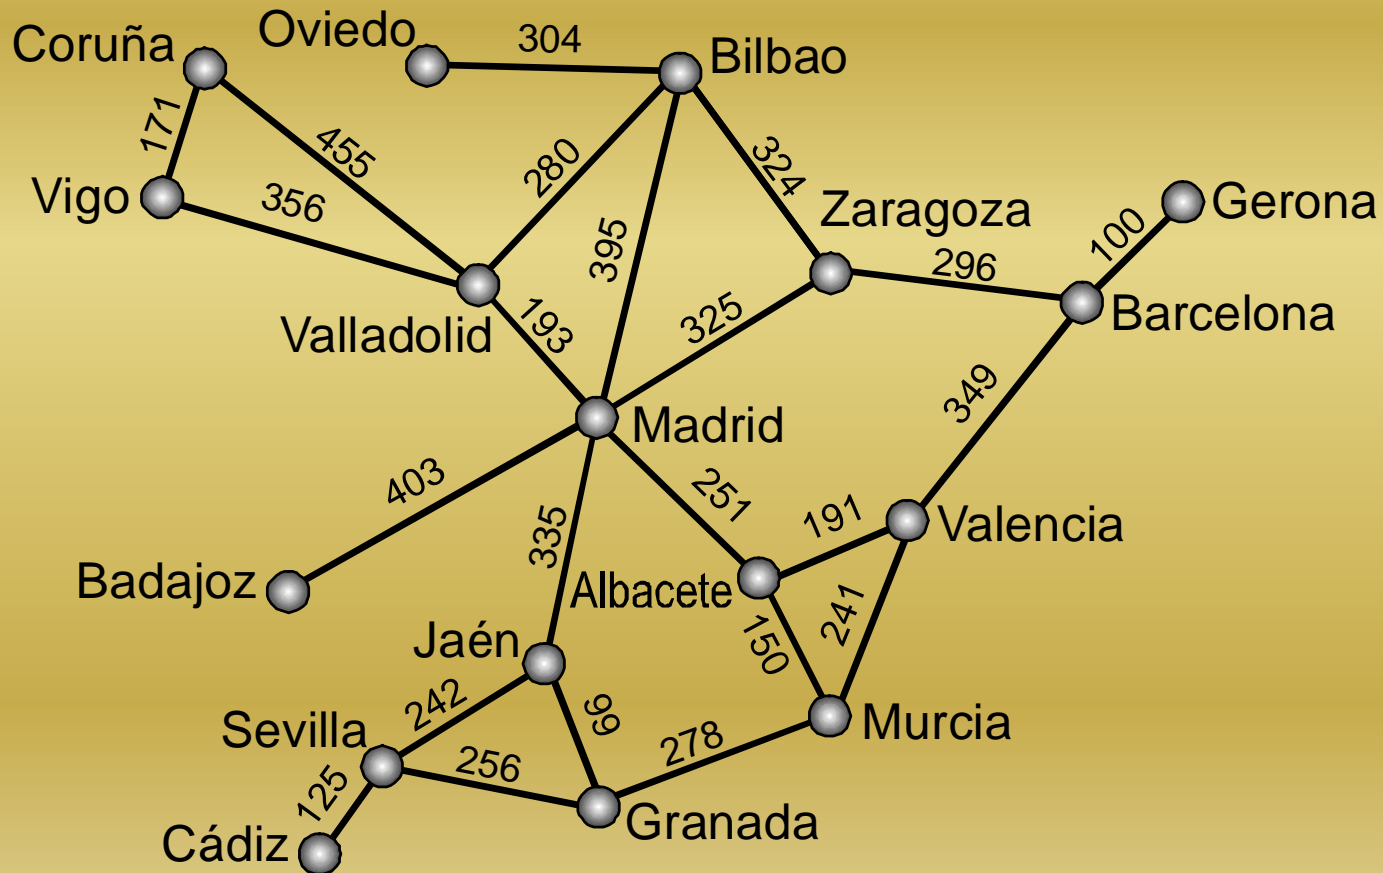 Coruña
Oviedo
304
Bilbao
171
455
280
324
Vigo
356
395
Zaragoza
Gerona
100
296
Valladolid
193
325
Barcelona
349
Madrid
403
251
191
Valencia
335
Badajoz
Albacete
241
150
Jaén
242
99
Sevilla
278
Murcia
256
125
Granada
Cádiz